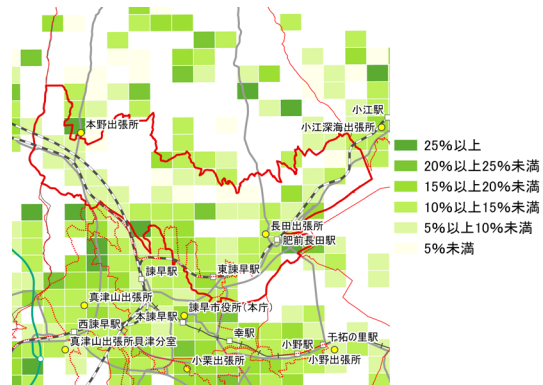 小江駅
本野出張所
小江深海出張所
25%以上
20%以上25%未満
15%以上20%未満
10%以上15%未満
5%以上10%未満
5%未満
長田出張所
肥前長田駅
諫早駅
東諫早駅
真津山出張所
諫早市役所(本庁)
本諫早駅
西諫早駅
幸駅
干拓の里駅
真津山出張所貝津分室
小野駅
小野出張所
小栗出張所